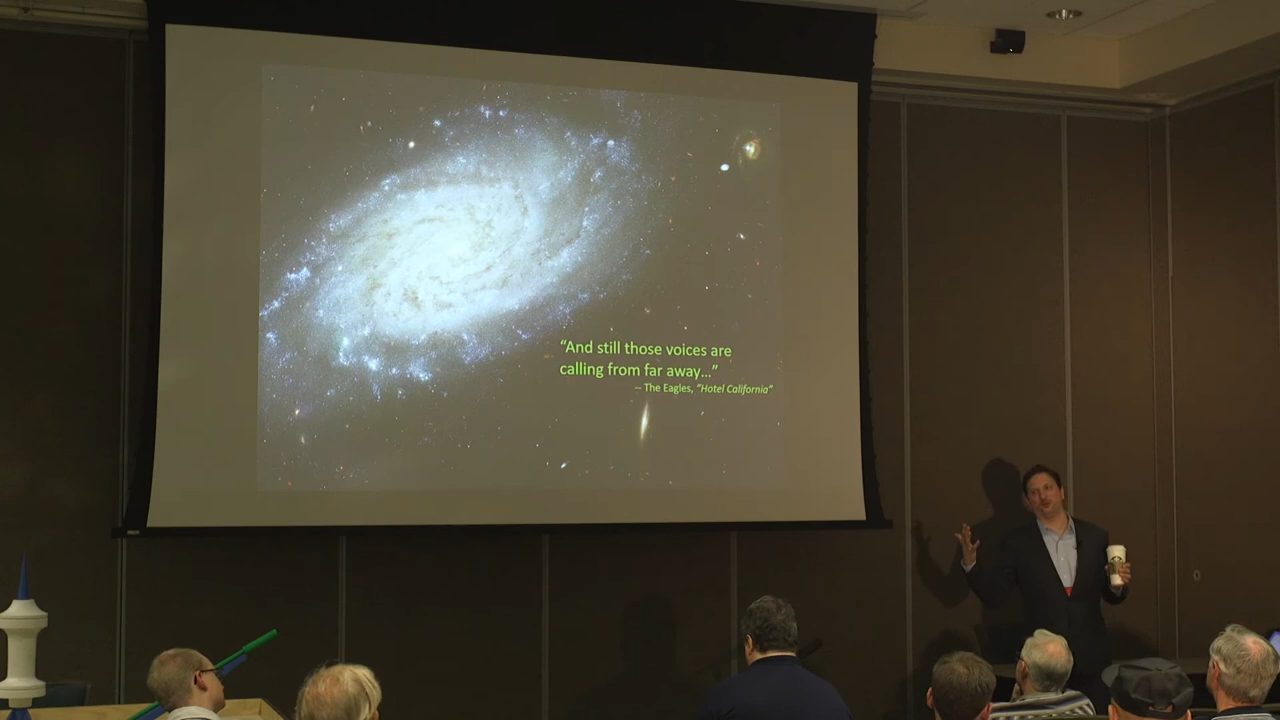 “And still those voices are
calling from far away...”
-- The Eagles, “Hotel California”